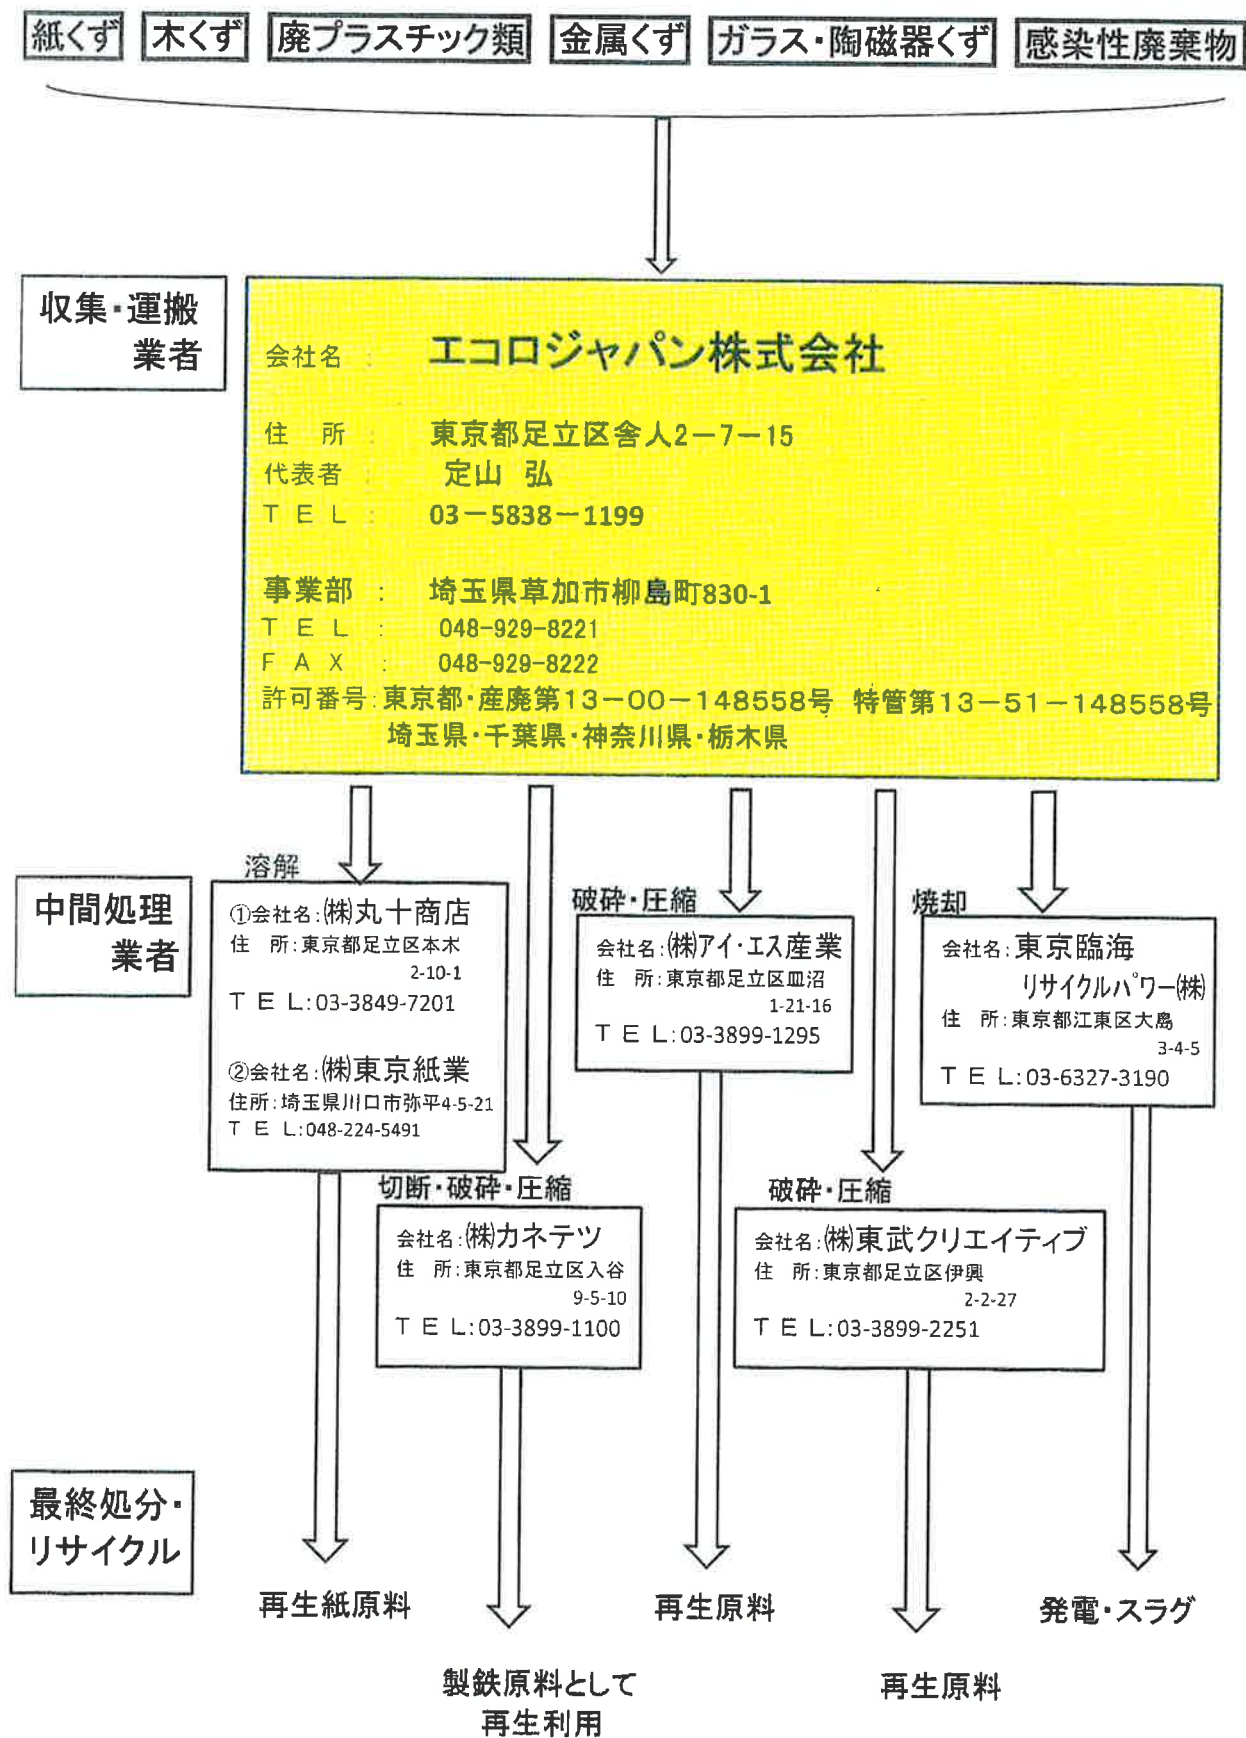 紙くず 木くず 廃プラスチック類 金属くず ガラス・陶磁器くず 感染性廃棄物
収集・運搬
業者
会社名: エコロジャパン株式会社
住 所: 東京都足立区舎人2-7-15
代表者: 定山 弘
TEL: 03-5838-1199
事業部: 埼玉県草加市柳島町830-1
TEL: 048-929-8221
FAX: 048-929-8222
許可番号:東京都・産廃第13-00-148558号 特管第13-51-148558号
埼玉県・千葉県・神奈川県・栃木県
中間処理
業者
溶解
①会社名:㈱丸十商店
住 所:東京都足立区本木
2-10-1
TEL:03-3849-7201
②会社名:㈱東京紙業
住所:埼玉県川口市弥平4-5-21
TEL:048-224-5491
切断・破砕・圧縮
会社名:㈱カネテツ
住 所:東京都足立区入谷
9-5-10
TEL:03-3899-1100
破砕・圧縮
会社名:㈱アイ・エス産業
住 所:東京都足立区皿沼
1-21-16
TEL:03-3899-1295
破砕・圧縮
会社名:㈱東武クリエイティブ
住 所:東京都足立区伊興
2-2-27
TEL:03-3899-2251
焼却
会社名:東京臨海
リサイクルパワー㈱
住 所:東京都江東区大島
3-4-5
TEL:03-6327-3190
最終処分・
リサイクル
再生紙原料
製鉄原料として
再生利用
再生原料
再生原料
発電・スラグ